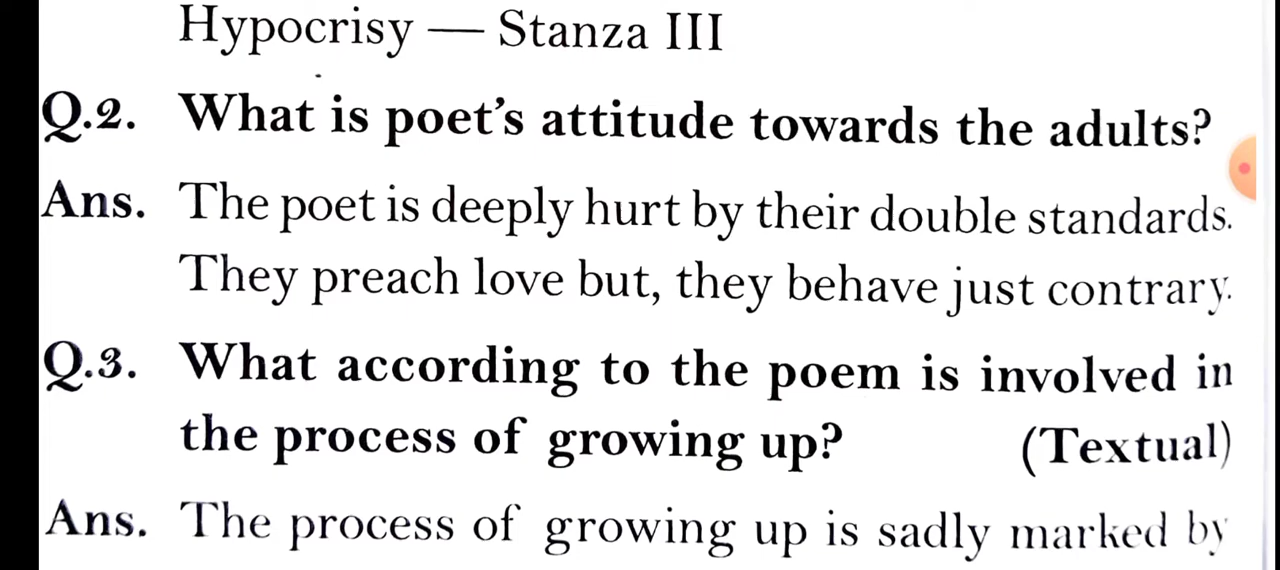 Hypocrisy — Stanza III
Q.2. What is poet's attitude towards the adults?
Ans. The poet is deeply hurt by their double standards.
They preach love but, they behave just contrary.
Q.3. What according to the poem is involved in
the process of growing up? (Textual)
Ans. The process of growing up is sadly marked by